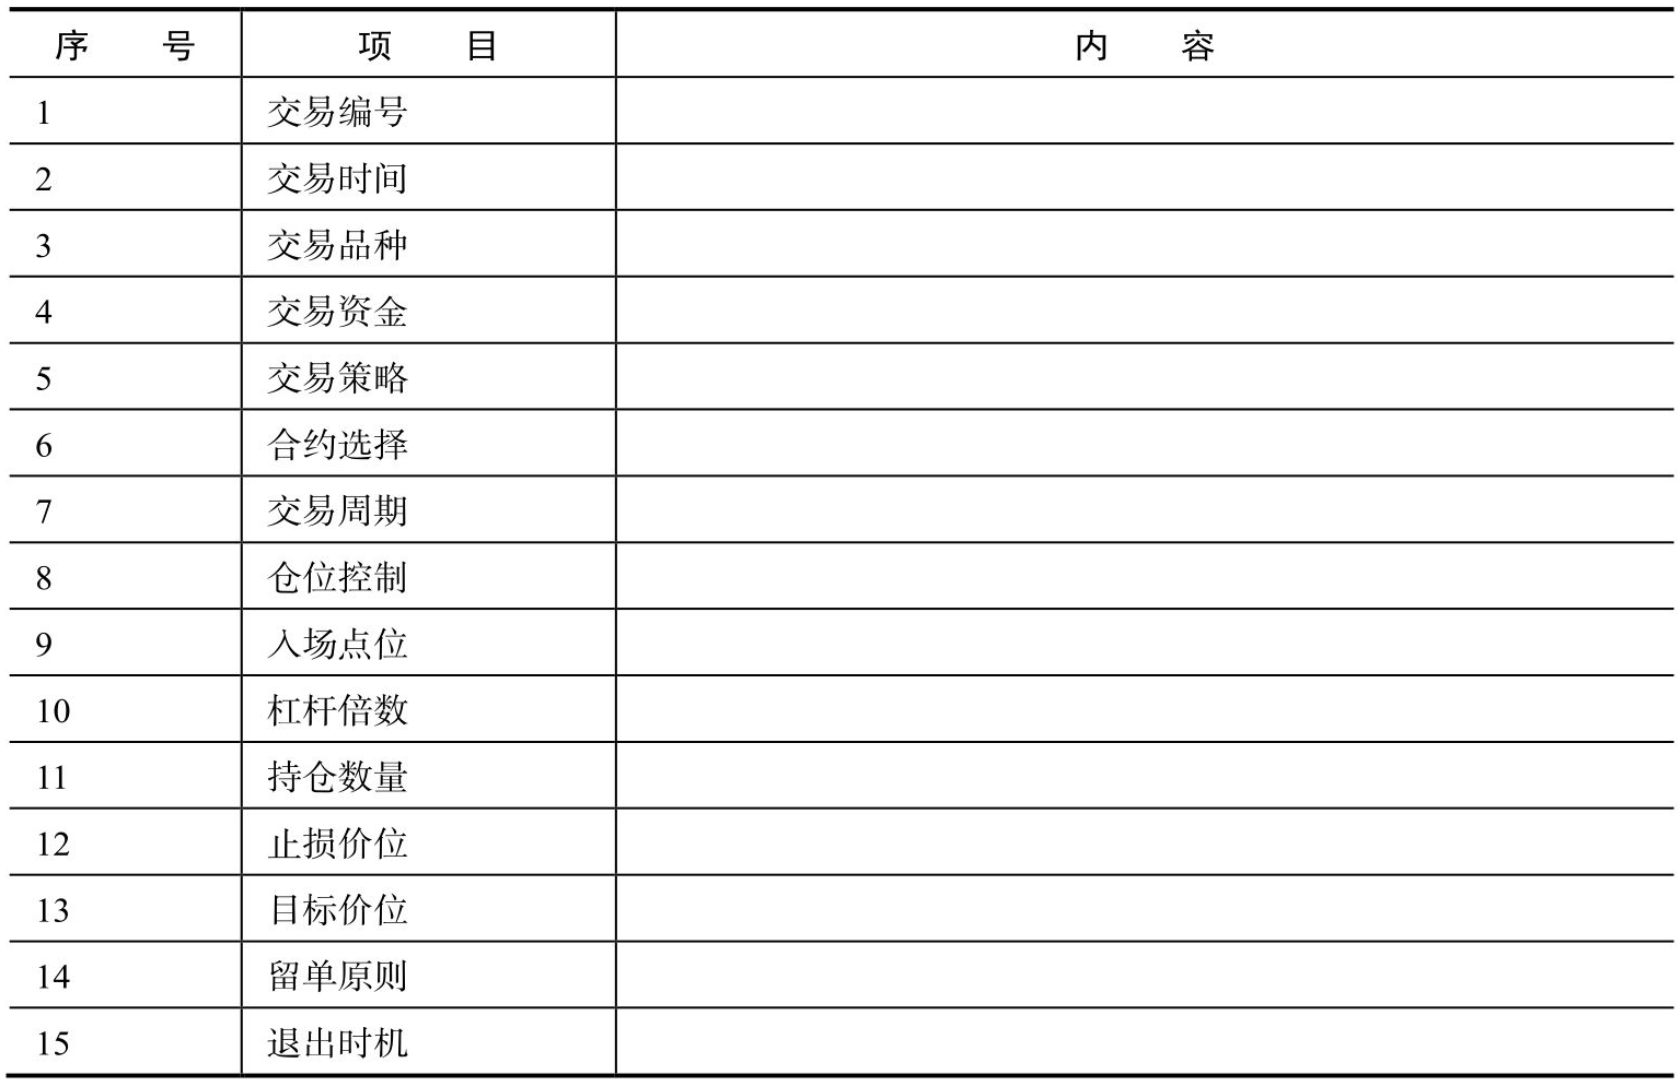 序 号 项 目 内 容
1 交易编号
2 交易时间
3 交易品种
4 交易资金
5 交易策略
6 合约选择
7 交易周期
8 仓位控制
9 入场点位
10 杠杆倍数
11 持仓数量
12 止损价位
13 目标价位
14 留单原则
15 退出时机